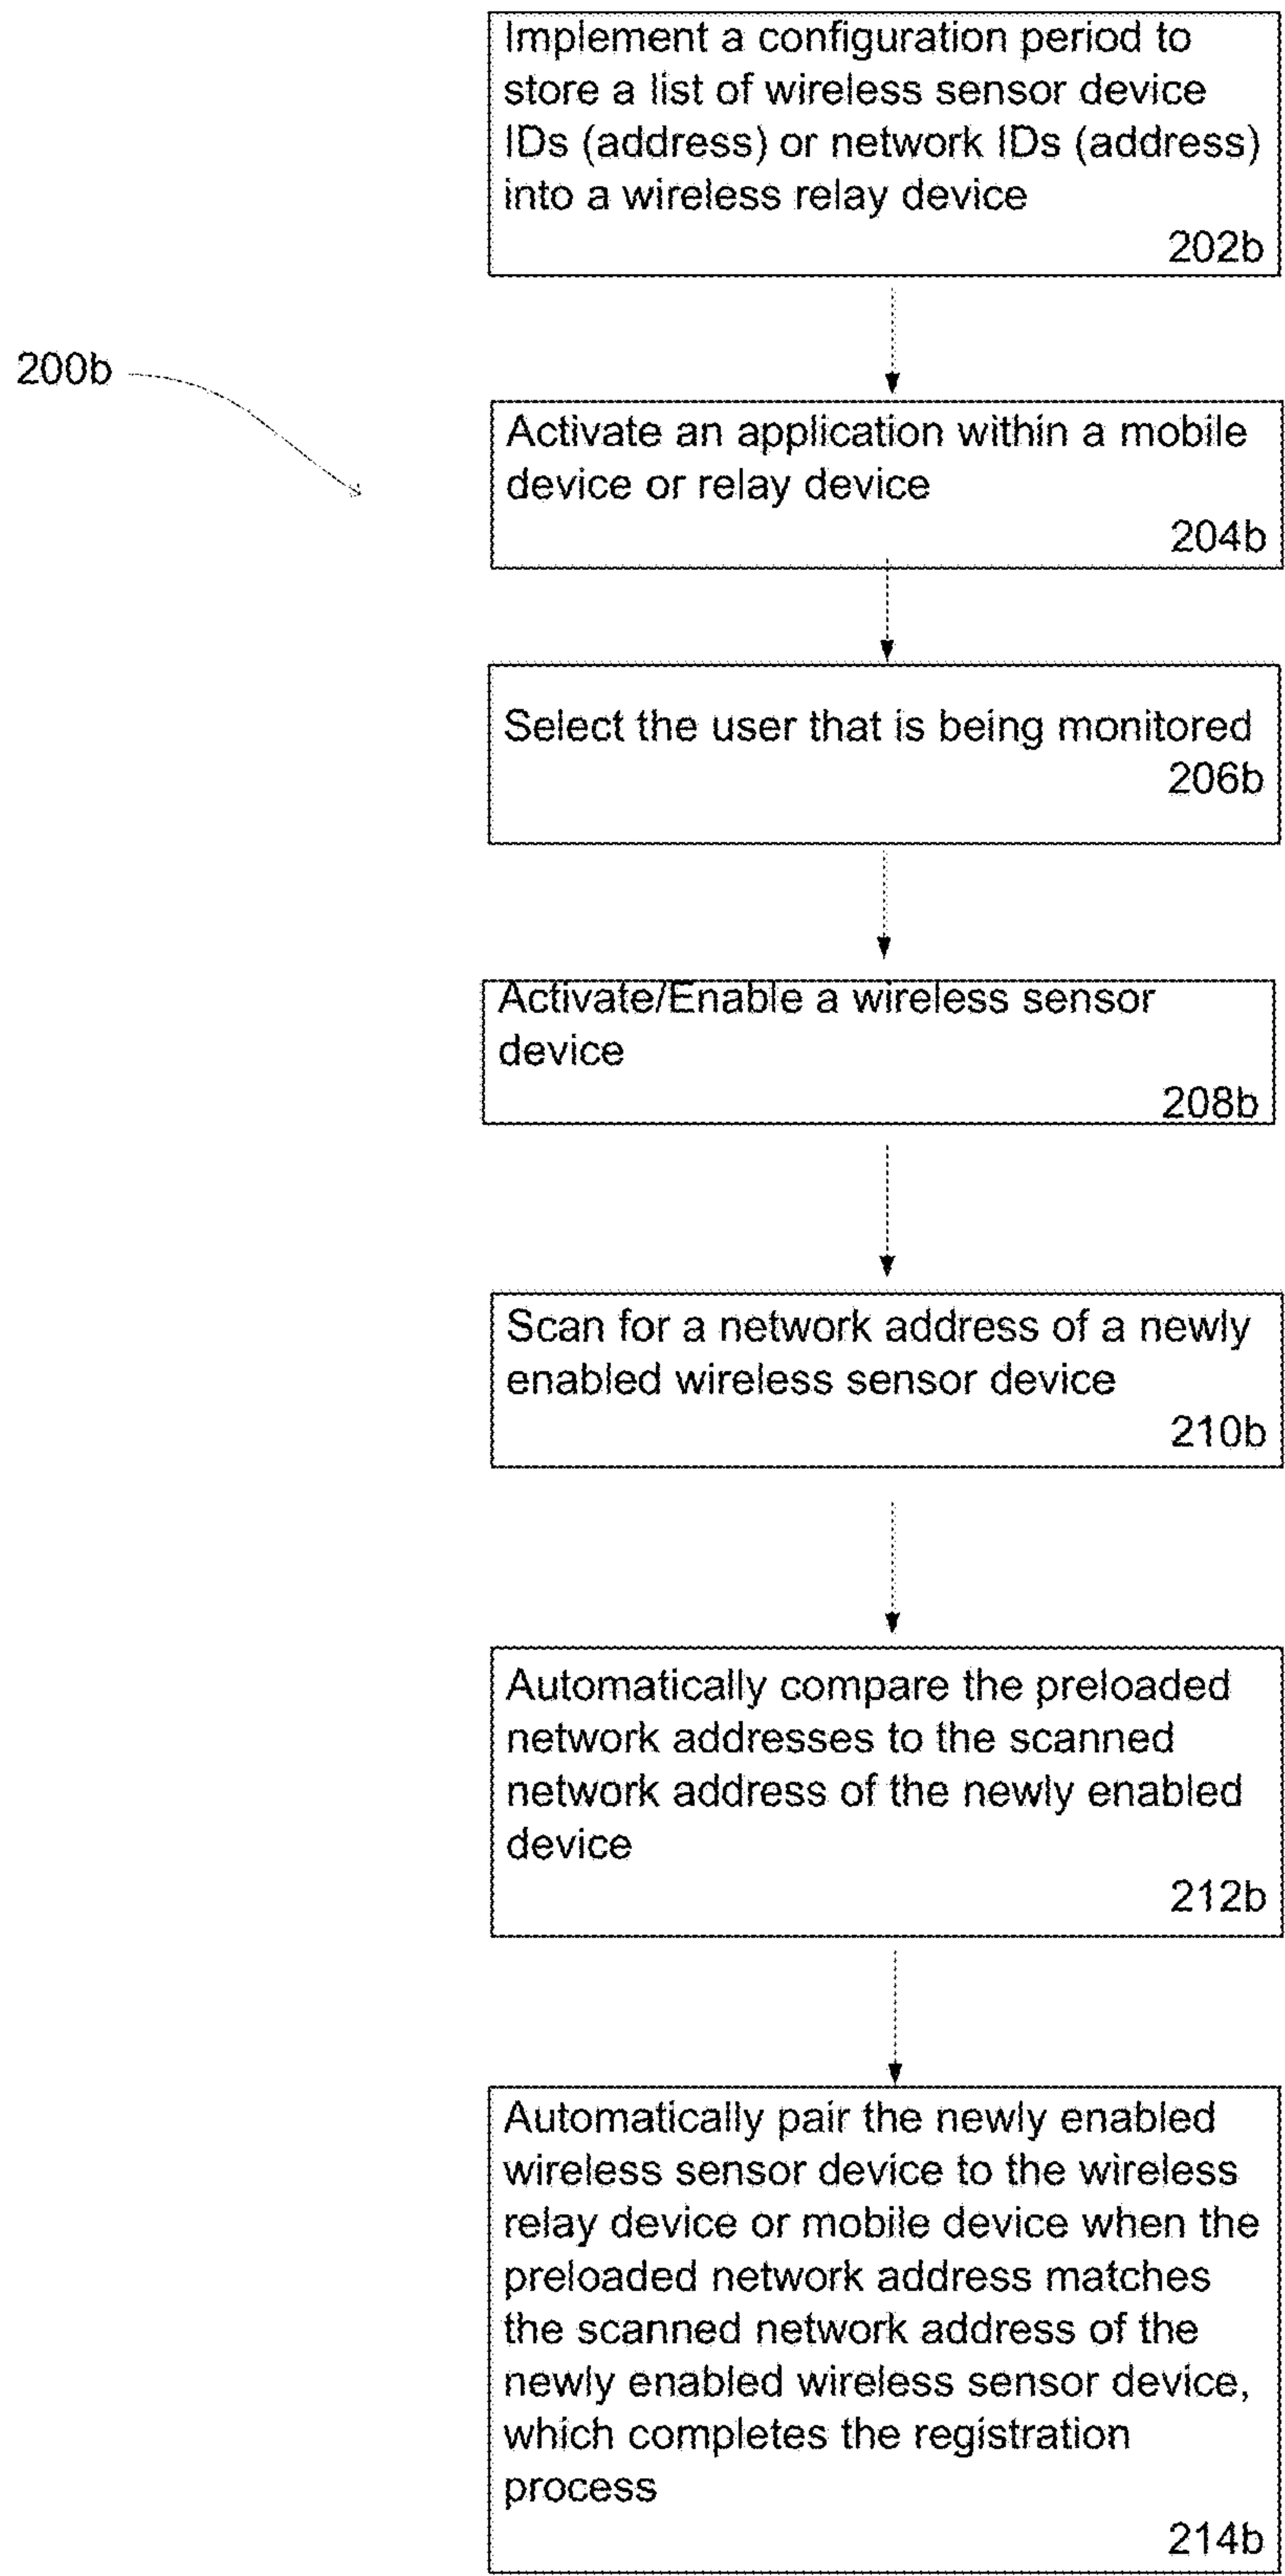 Implement a configuration period to
store a list of wireless sensor device
IDs (address) or network IDs (address)
into a wireless relay device
202b
200b
Activate an application within a mobile
device or relay device
204b
Select the user that is being monitored
206b
Activate/Enable a wireless sensor
device
208b
Scan for a network address of a newly
enabled wireless sensor device
210b
Automatically compare the preloaded
network addresses to the scanned
network address of the newly enabled
device
212b
Automatically pair the newly enabled
wireless sensor device to the wireless
relay device or mobile device when the
preloaded network address matches
the scanned network address of the
newly enabled wireless sensor device,
which completes the registration
process
214b